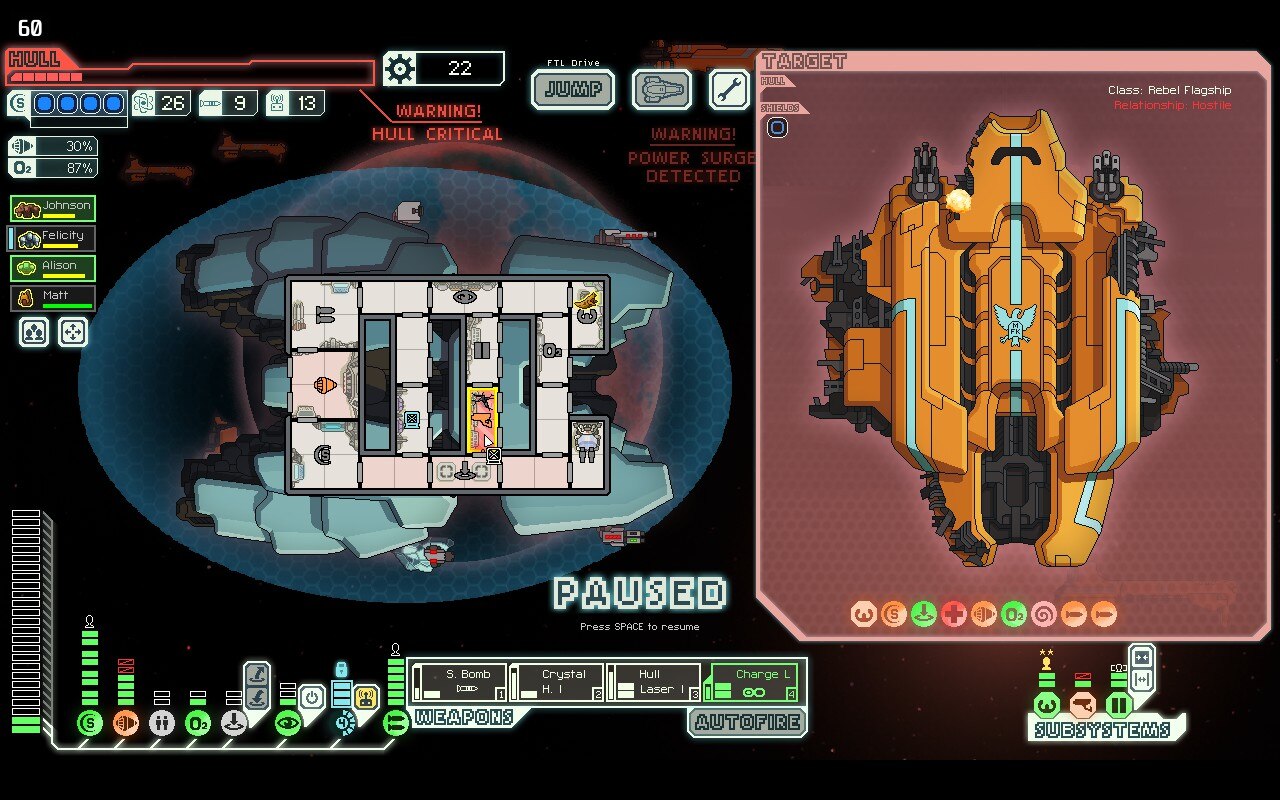 60
HULL
22
FTL Drive
JUMP
26
9
13
WARNING!
HULL CRITICAL
WARNING!
POWER SURGE
DETECTED
30%
O2 87%
Johnson
Felicity
Alison
Matt
TARGET
HULL
Class: Rebel Flagship
Relationship: Hostile
SHIELDS
PAUSED
Press SPACE to resume
S. Bomb
1
Crystal
H. I
2
Hull
Laser I
3
Charge L
4
WEAPONS
AUTOFIRE
SUBSYSTEMS